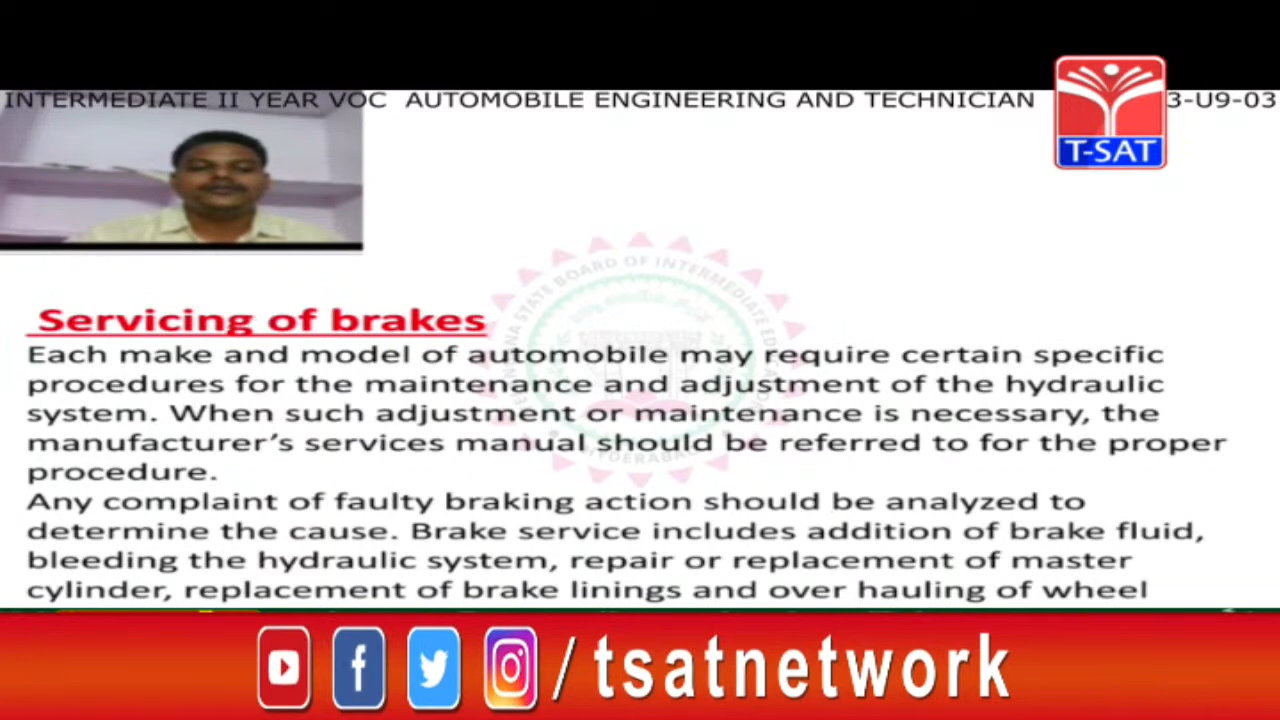 INTERMEDIATE II YEAR VOC AUTOMOBILE ENGINEERING AND TECHNICIAN 3-U9-03
T-SAT
Servicing of brakes
Each make and model of automobile may require certain specific
procedures for the maintenance and adjustment of the hydraulic
system. When such adjustment or maintenance is necessary, the
manufacturer's services manual should be referred to for the proper
procedure.
Any complaint of faulty braking action should be analyzed to
determine the cause. Brake service includes addition of brake fluid,
bleeding the hydraulic system, repair or replacement of master
cylinder, replacement of brake linings and over hauling of wheel
/ tsatnetwork